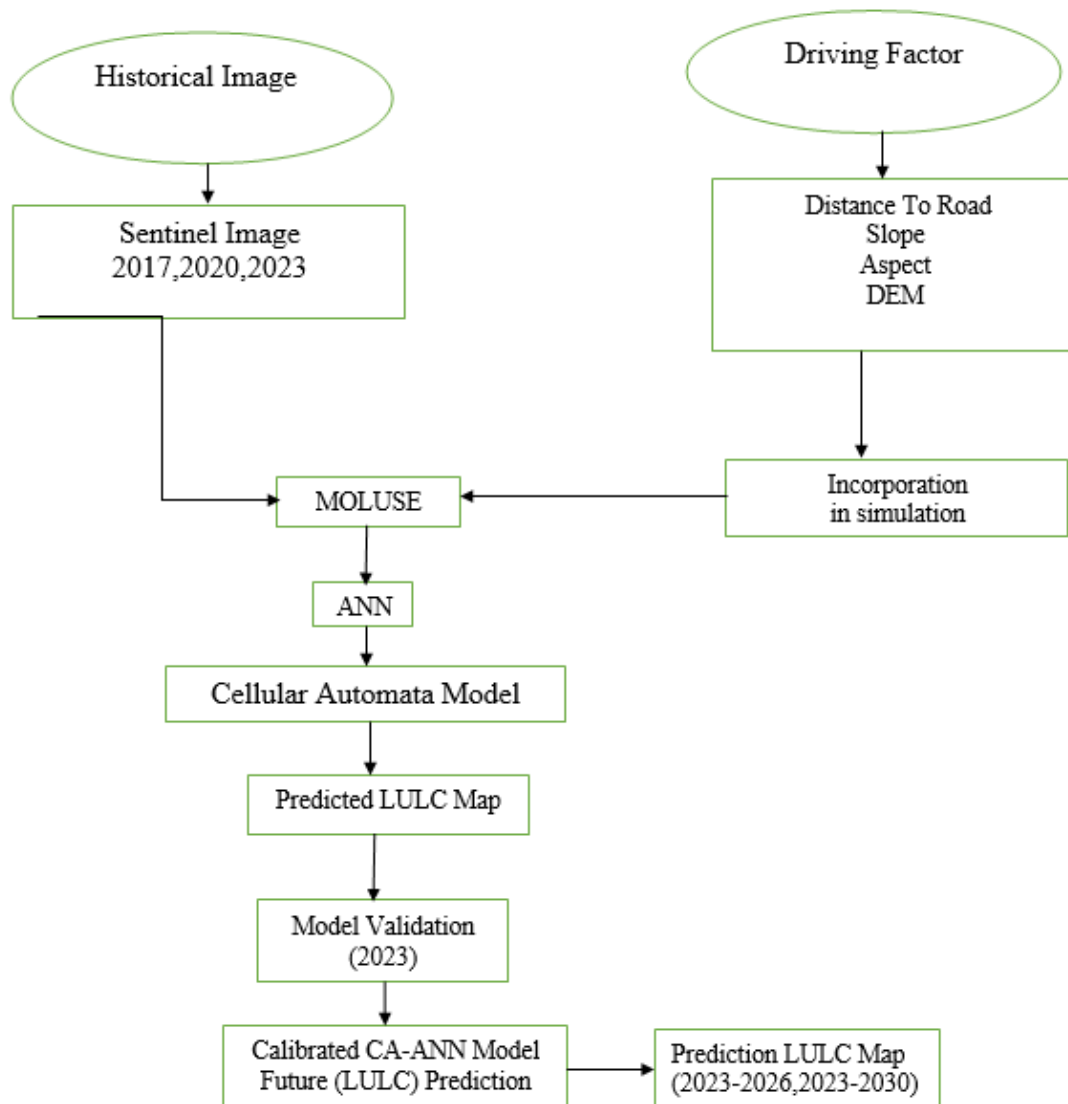 Historical Image
Driving Factor
Sentinel Image
2017,2020,2023
Distance To Road
Slope
Aspect
DEM
MOLUSE
Incorporation
in simulation
ANN
Cellular Automata Model
Predicted LULC Map
Model Validation
(2023)
Calibrated CA-ANN Model
Future (LULC) Prediction
Prediction LULC Map
(2023-2026,2023-2030)